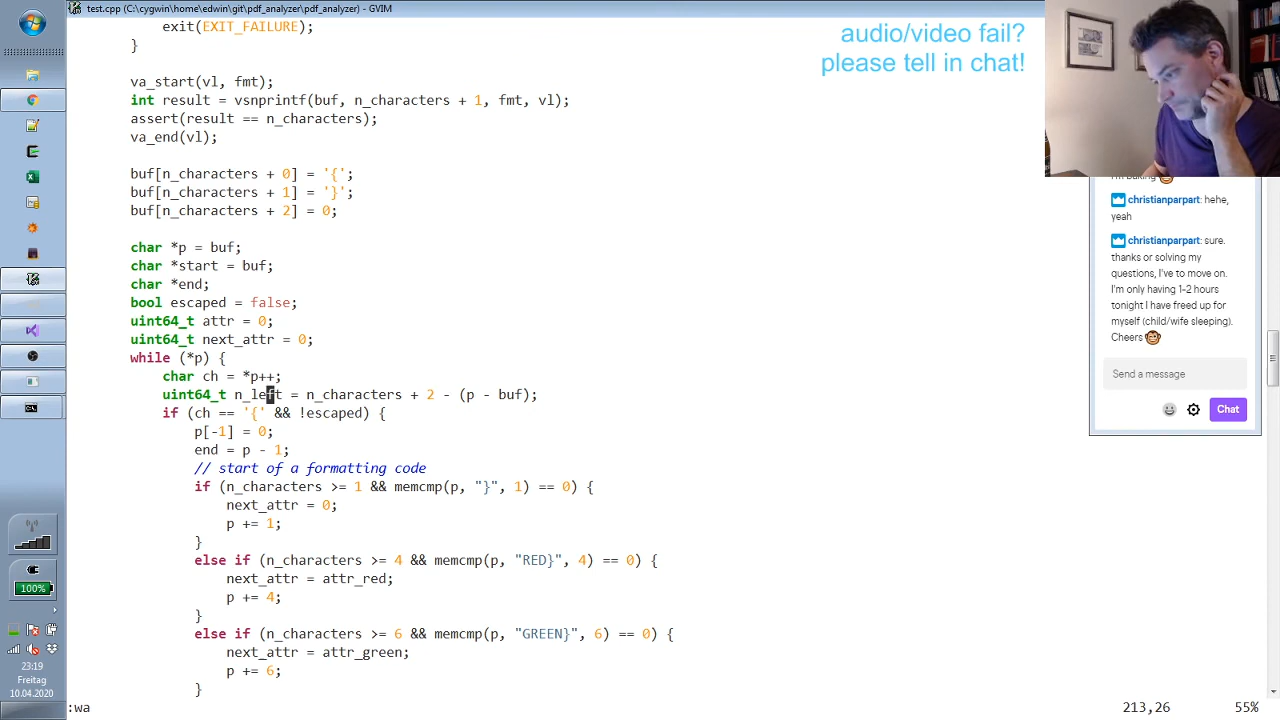 test.cpp (C:\cygwin\home\edwin\git\pdf_analyzer\pdf_analyzer) - GVIM
exit(EXIT_FAILURE);
}
va_start(vl, fmt);
int result = vsnprintf(buf, n_characters + 1, fmt, vl);
assert(result == n_characters);
va_end(vl);
buf[n_characters + 0] = '{';
buf[n_characters + 1] = '}';
buf[n_characters + 2] = 0;
char *p = buf;
char *start = buf;
char *end;
bool escaped = false;
uint64_t attr = 0;
uint64_t next_attr = 0;
while (*p) {
char ch = *p++;
uint64_t n_left = n_characters + 2 - (p - buf);
if (ch == '{' && !escaped) {
p[-1] = 0;
end = p - 1;
// start of a formatting code
if (n_characters >= 1 && memcmp(p, "}", 1) == 0) {
next_attr = 0;
p += 1;
}
else if (n_characters >= 4 && memcmp(p, "RED}", 4) == 0) {
next_attr = attr_red;
p += 4;
}
else if (n_characters >= 6 && memcmp(p, "GREEN}", 6) == 0) {
next_attr = attr_green;
p += 6;
}
:wa
213,26
55%
audio/video fail?
please tell in chat!
I'm baking
christianparpart: hehe,
yeah
christianparpart: sure.
thanks or solving my
questions, I've to move on.
I'm only having 1-2 hours
tonight I have freed up for
myself (child/wife sleeping).
Cheers
Send a message
Chat
100%
23:19
Freitag
10.04.2020